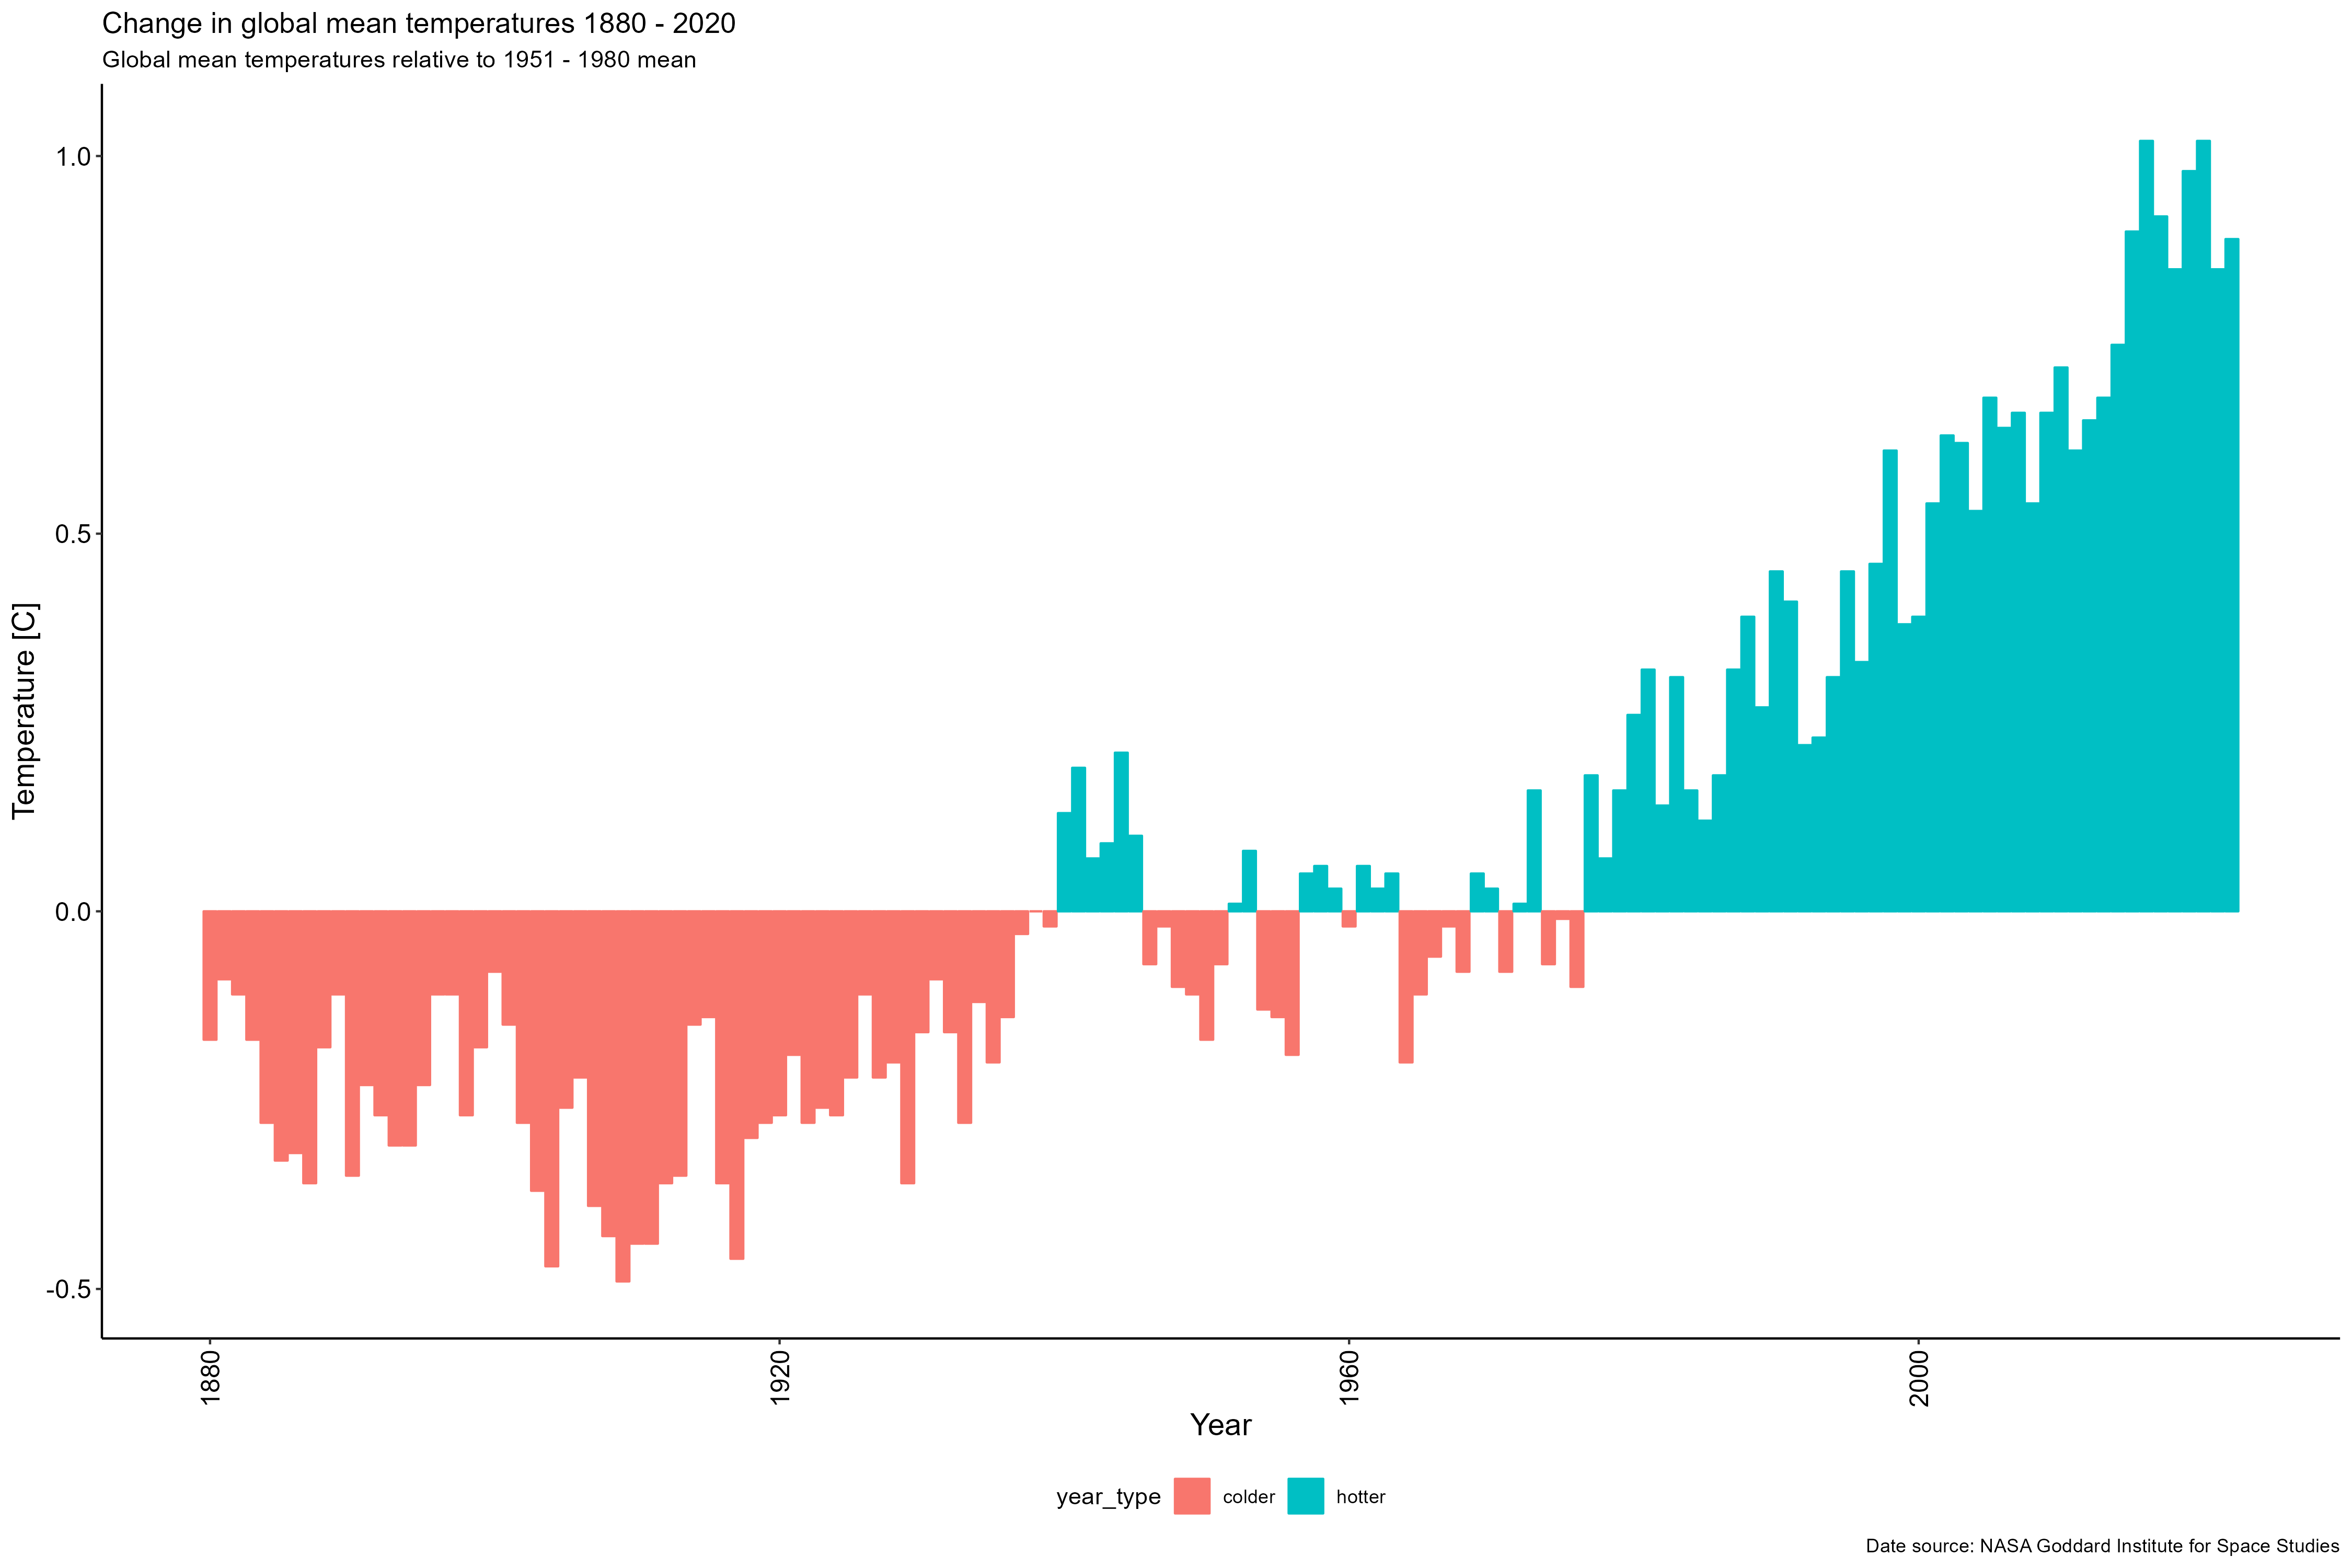 Change in global mean temperatures 1880 - 2020
Global mean temperatures relative to 1951 - 1980 mean
1.0
0.5
0.0
-0.5
Temperature [C]
1880
1920
1960
2000
Year
year_type colder hotter
Date source: NASA Goddard Institute for Space Studies